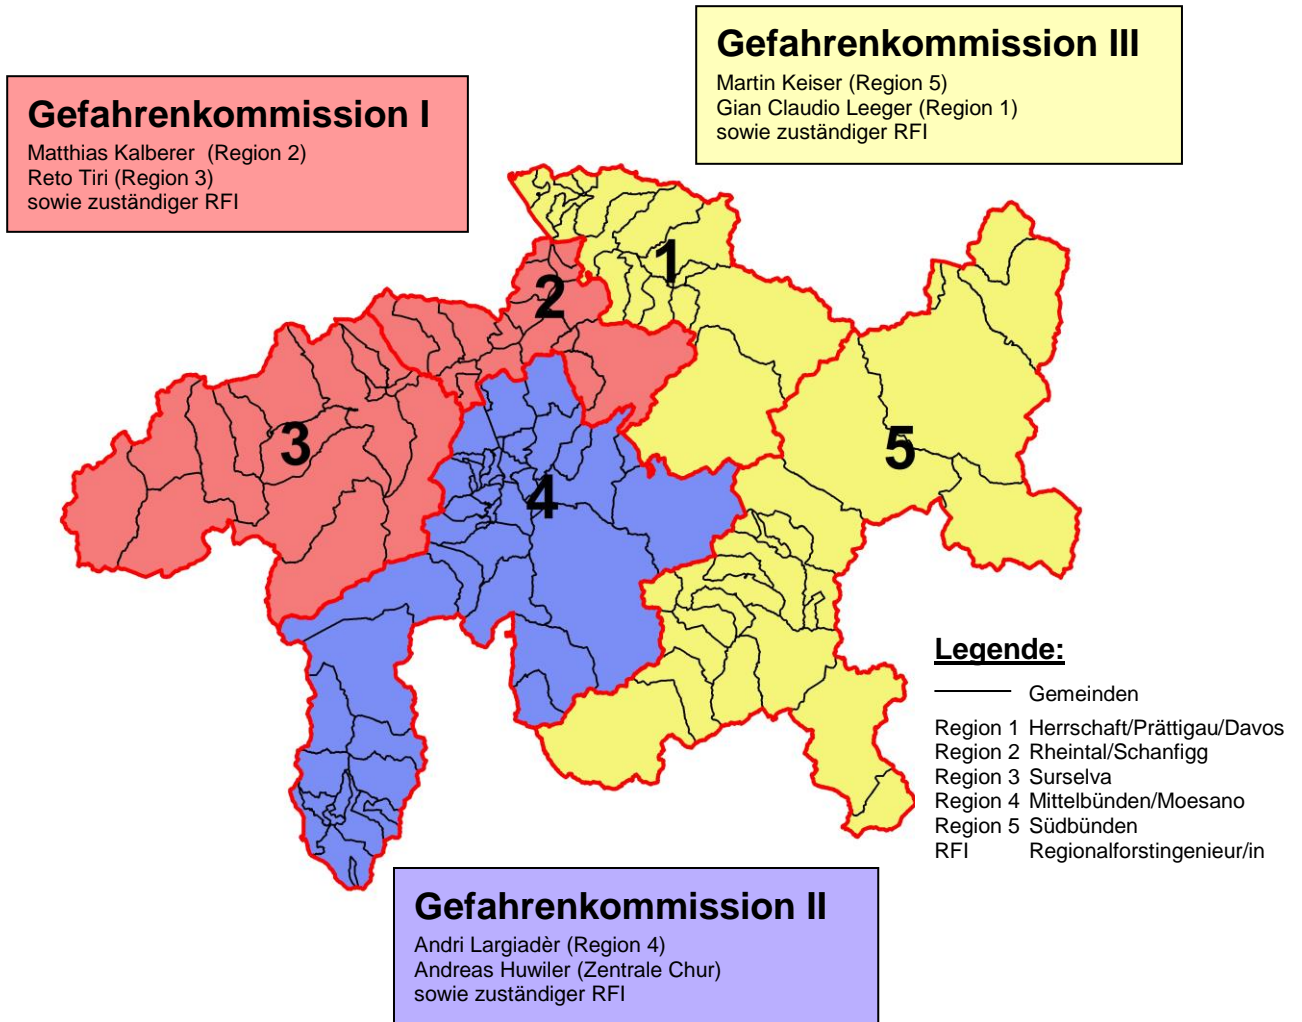 Gefahrenkommission III
Martin Keiser (Region 5)
Gian Claudio Leeger (Region 1)
sowie zuständiger RFI
Gefahrenkommission I
Matthias Kalberer (Region 2)
Reto Tiri (Region 3)
sowie zuständiger RFI
1
2
3
4
5
Legende:
Gemeinden
Region 1 Herrschaft/Prättigau/Davos
Region 2 Rheintal/Schanfigg
Region 3 Surselva
Region 4 Mittelbünden/Moesano
Region 5 Südbünden
RFI Regionalforstingenieur/in
Gefahrenkommission II
Andri Largiadèr (Region 4)
Andreas Huwiler (Zentrale Chur)
sowie zuständiger RFI